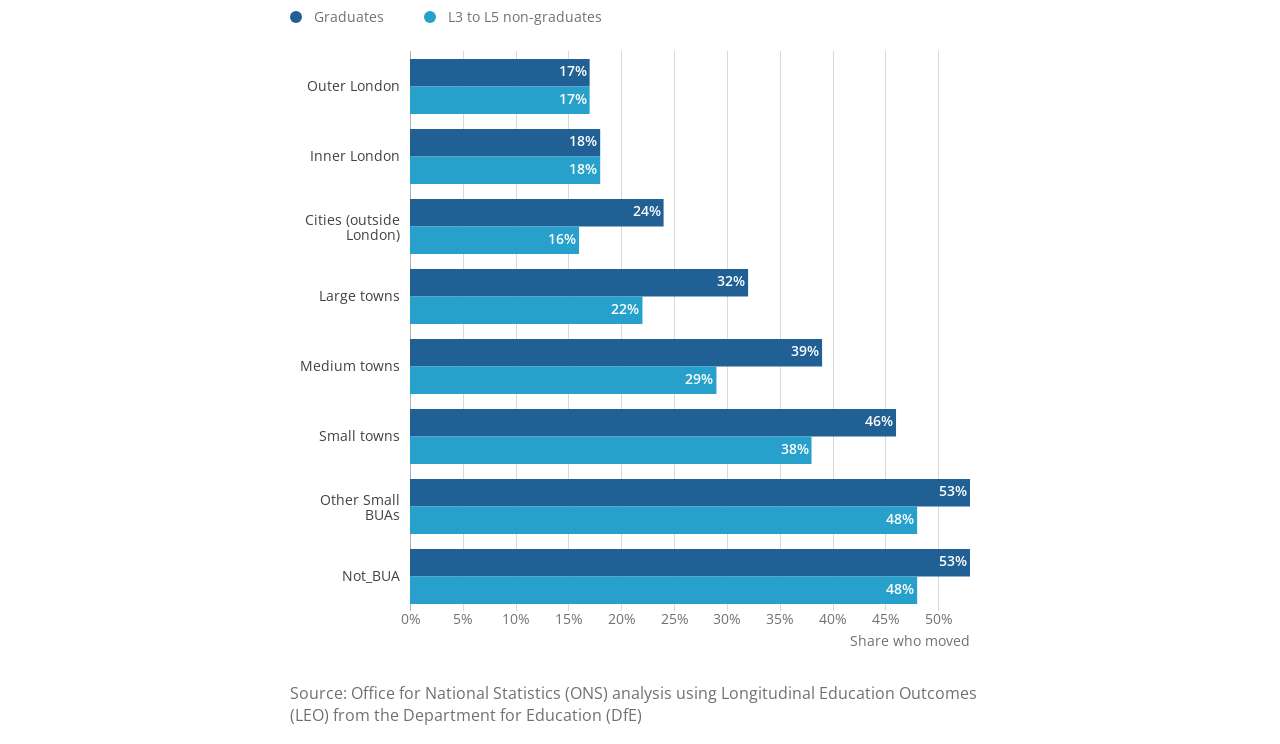 Graduates
L3 to L5 non-graduates
Outer London
17%
17%
Inner London
18%
18%
Cities (outside
London)
24%
16%
Large towns
32%
22%
Medium towns
39%
29%
Small towns
46%
38%
Other Small
BUAs
53%
48%
Not_BUA
53%
48%
0% 5% 10% 15% 20% 25% 30% 35% 40% 45% 50%
Share who moved
Source: Office for National Statistics (ONS) analysis using Longitudinal Education Outcomes
(LEO) from the Department for Education (DfE)